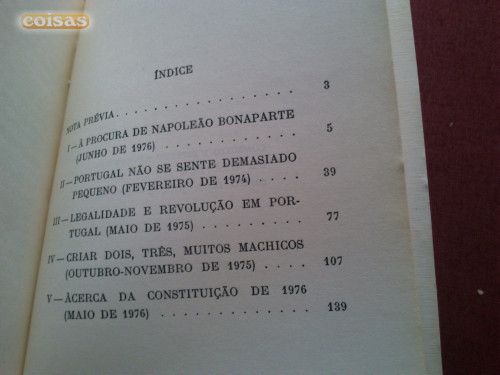 coisas
ÍNDICE
NOTA PRÉVIA . . . . . . . . . . . . . . 3
I — À PROCURA DE NAPOLEÃO BONAPARTE
(JUNHO DE 1976) . . . . . . . . . . . 5
II — PORTUGAL NÃO SE SENTE DEMASIADO
PEQUENO (FEVEREIRO DE 1974) . . . . 39
III — LEGALIDADE E REVOLUÇÃO EM POR-
TUGAL (MAIO DE 1975) . . . . . . . . 77
IV — CRIAR DOIS, TRÊS, MUITOS MACHICOS
(OUTUBRO-NOVEMBRO DE 1975) . . . . 107
V — ÀCERCA DA CONSTITUIÇÃO DE 1976
(MAIO DE 1976) . . . . . . . . . . . . 139